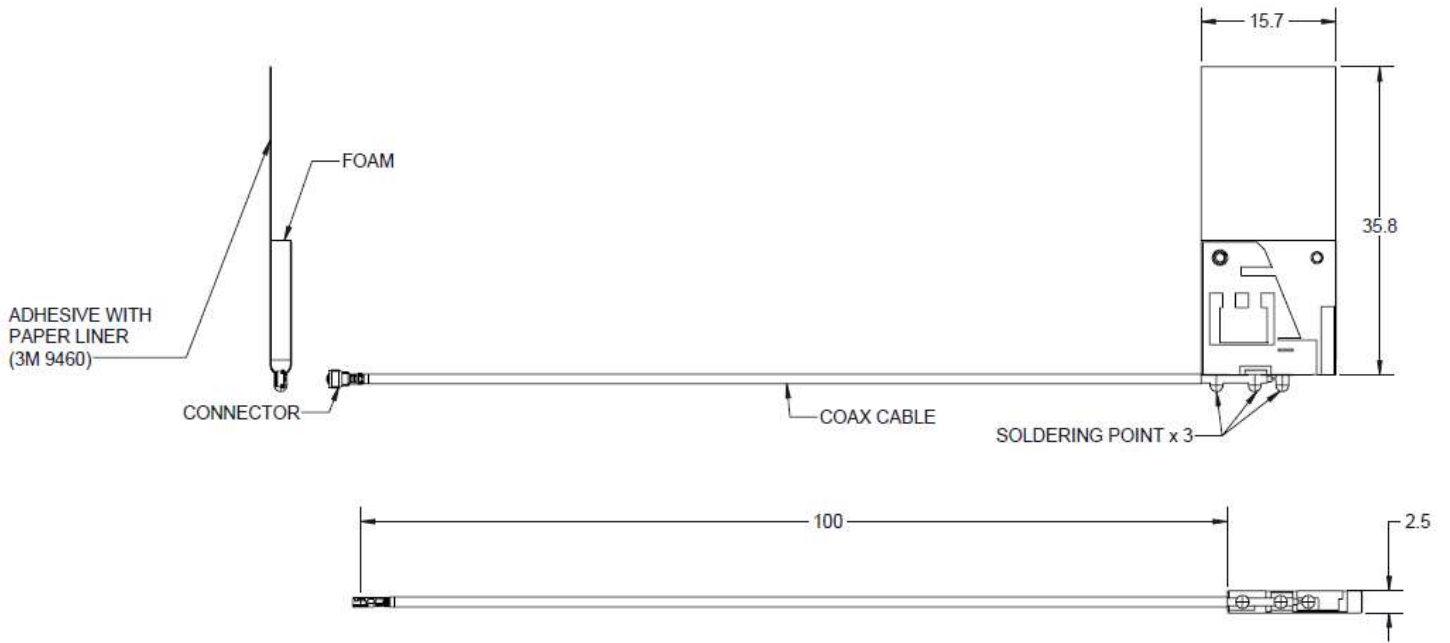 15.7
FOAM
35.8
ADHESIVE WITH
PAPER LINER
(3M 9460)
CONNECTOR
COAX CABLE
SOLDERING POINT x 3
100
2.5